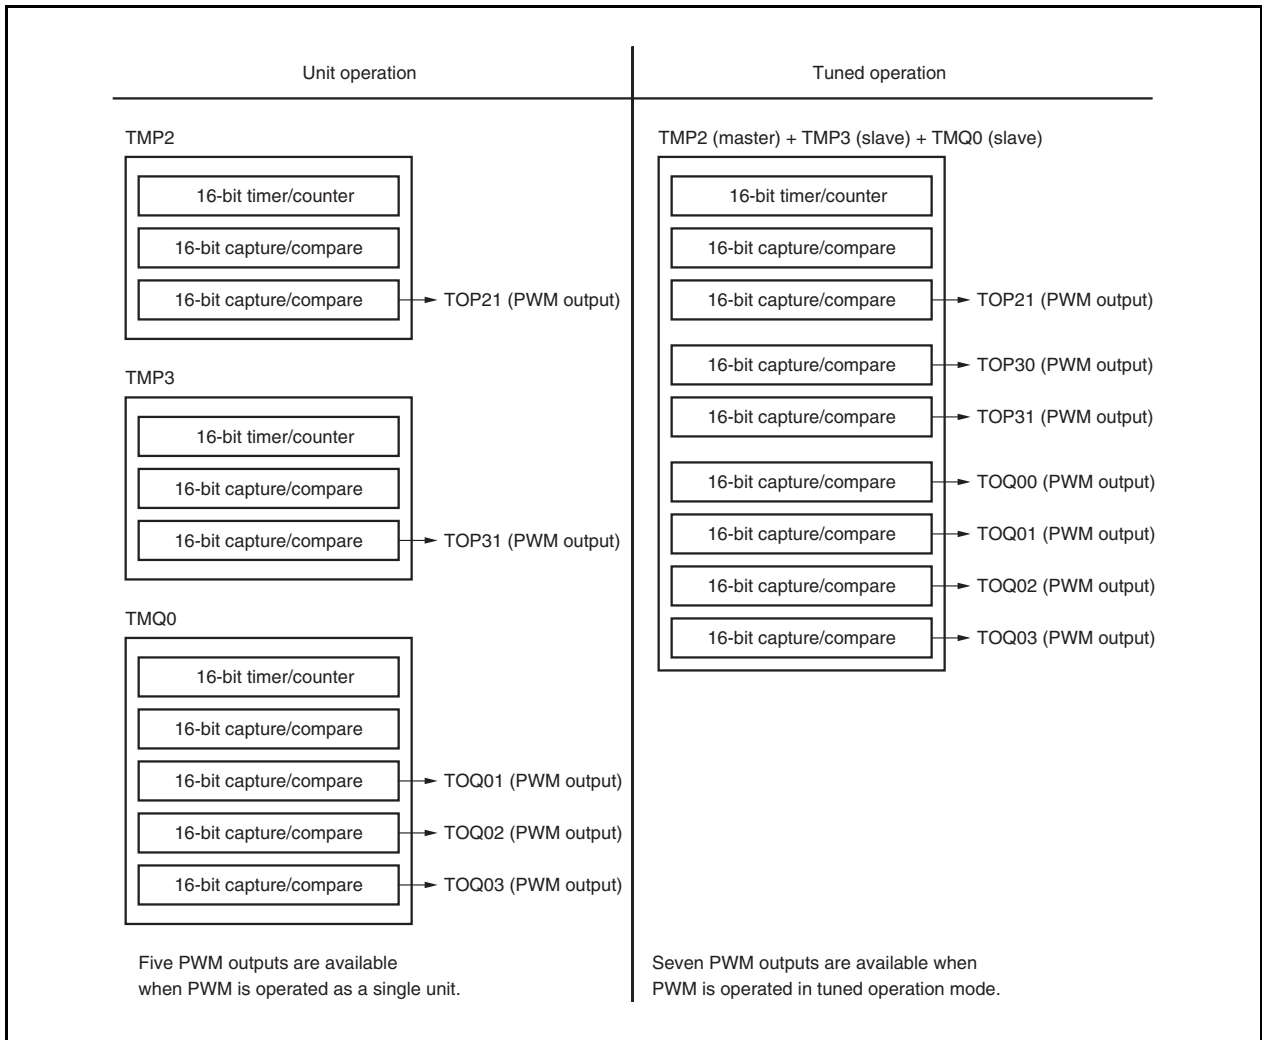 Unit operation
TMP2
16-bit timer/counter
16-bit capture/compare
16-bit capture/compare
TOP21 (PWM output)
TMP3
16-bit timer/counter
16-bit capture/compare
16-bit capture/compare
TOP31 (PWM output)
TMQ0
16-bit timer/counter
16-bit capture/compare
16-bit capture/compare
TOQ01 (PWM output)
16-bit capture/compare
TOQ02 (PWM output)
16-bit capture/compare
TOQ03 (PWM output)
Five PWM outputs are available
when PWM is operated as a single unit.
Tuned operation
TMP2 (master) + TMP3 (slave) + TMQ0 (slave)
16-bit timer/counter
16-bit capture/compare
16-bit capture/compare
TOP21 (PWM output)
16-bit capture/compare
TOP30 (PWM output)
16-bit capture/compare
TOP31 (PWM output)
16-bit capture/compare
TOQ00 (PWM output)
16-bit capture/compare
TOQ01 (PWM output)
16-bit capture/compare
TOQ02 (PWM output)
16-bit capture/compare
TOQ03 (PWM output)
Seven PWM outputs are available when
PWM is operated in tuned operation mode.